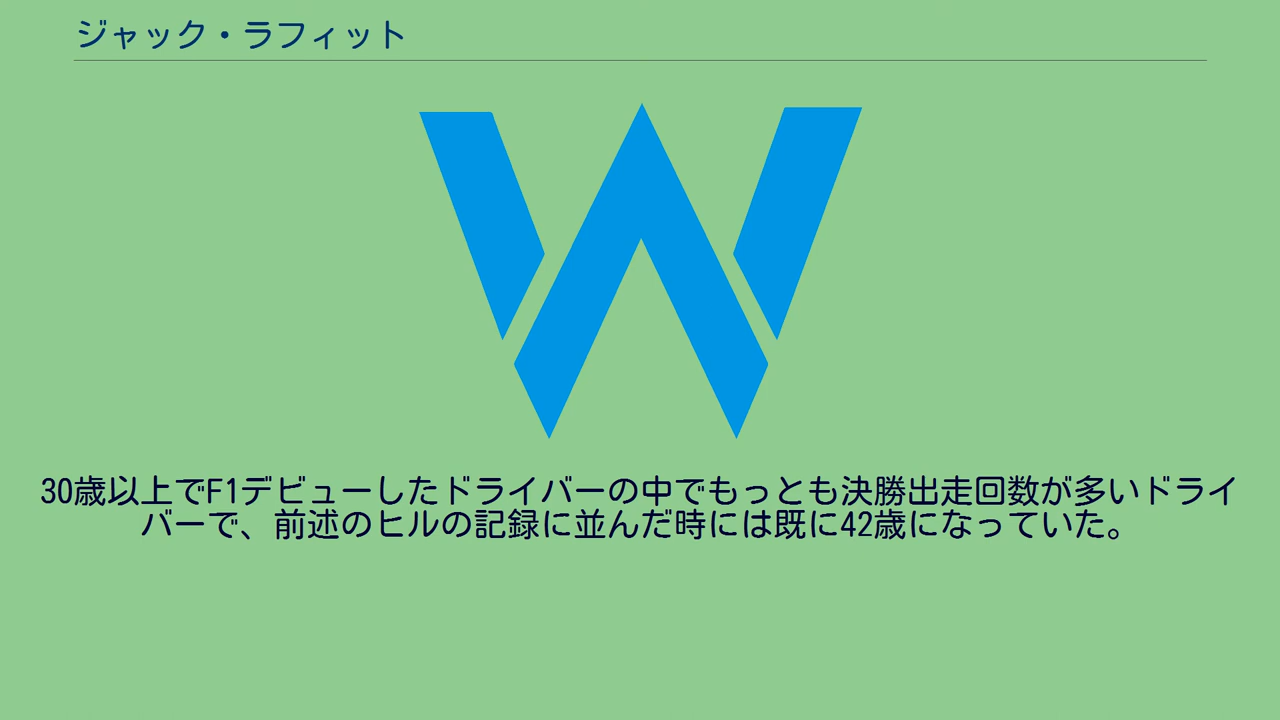 ジャック・ラフィット
30歳以上でF1デビューしたドライバーの中でもっとも決勝出走回数が多いドライ
バーで、前述のヒルの記録に並んだ時には既に42歳になっていた。